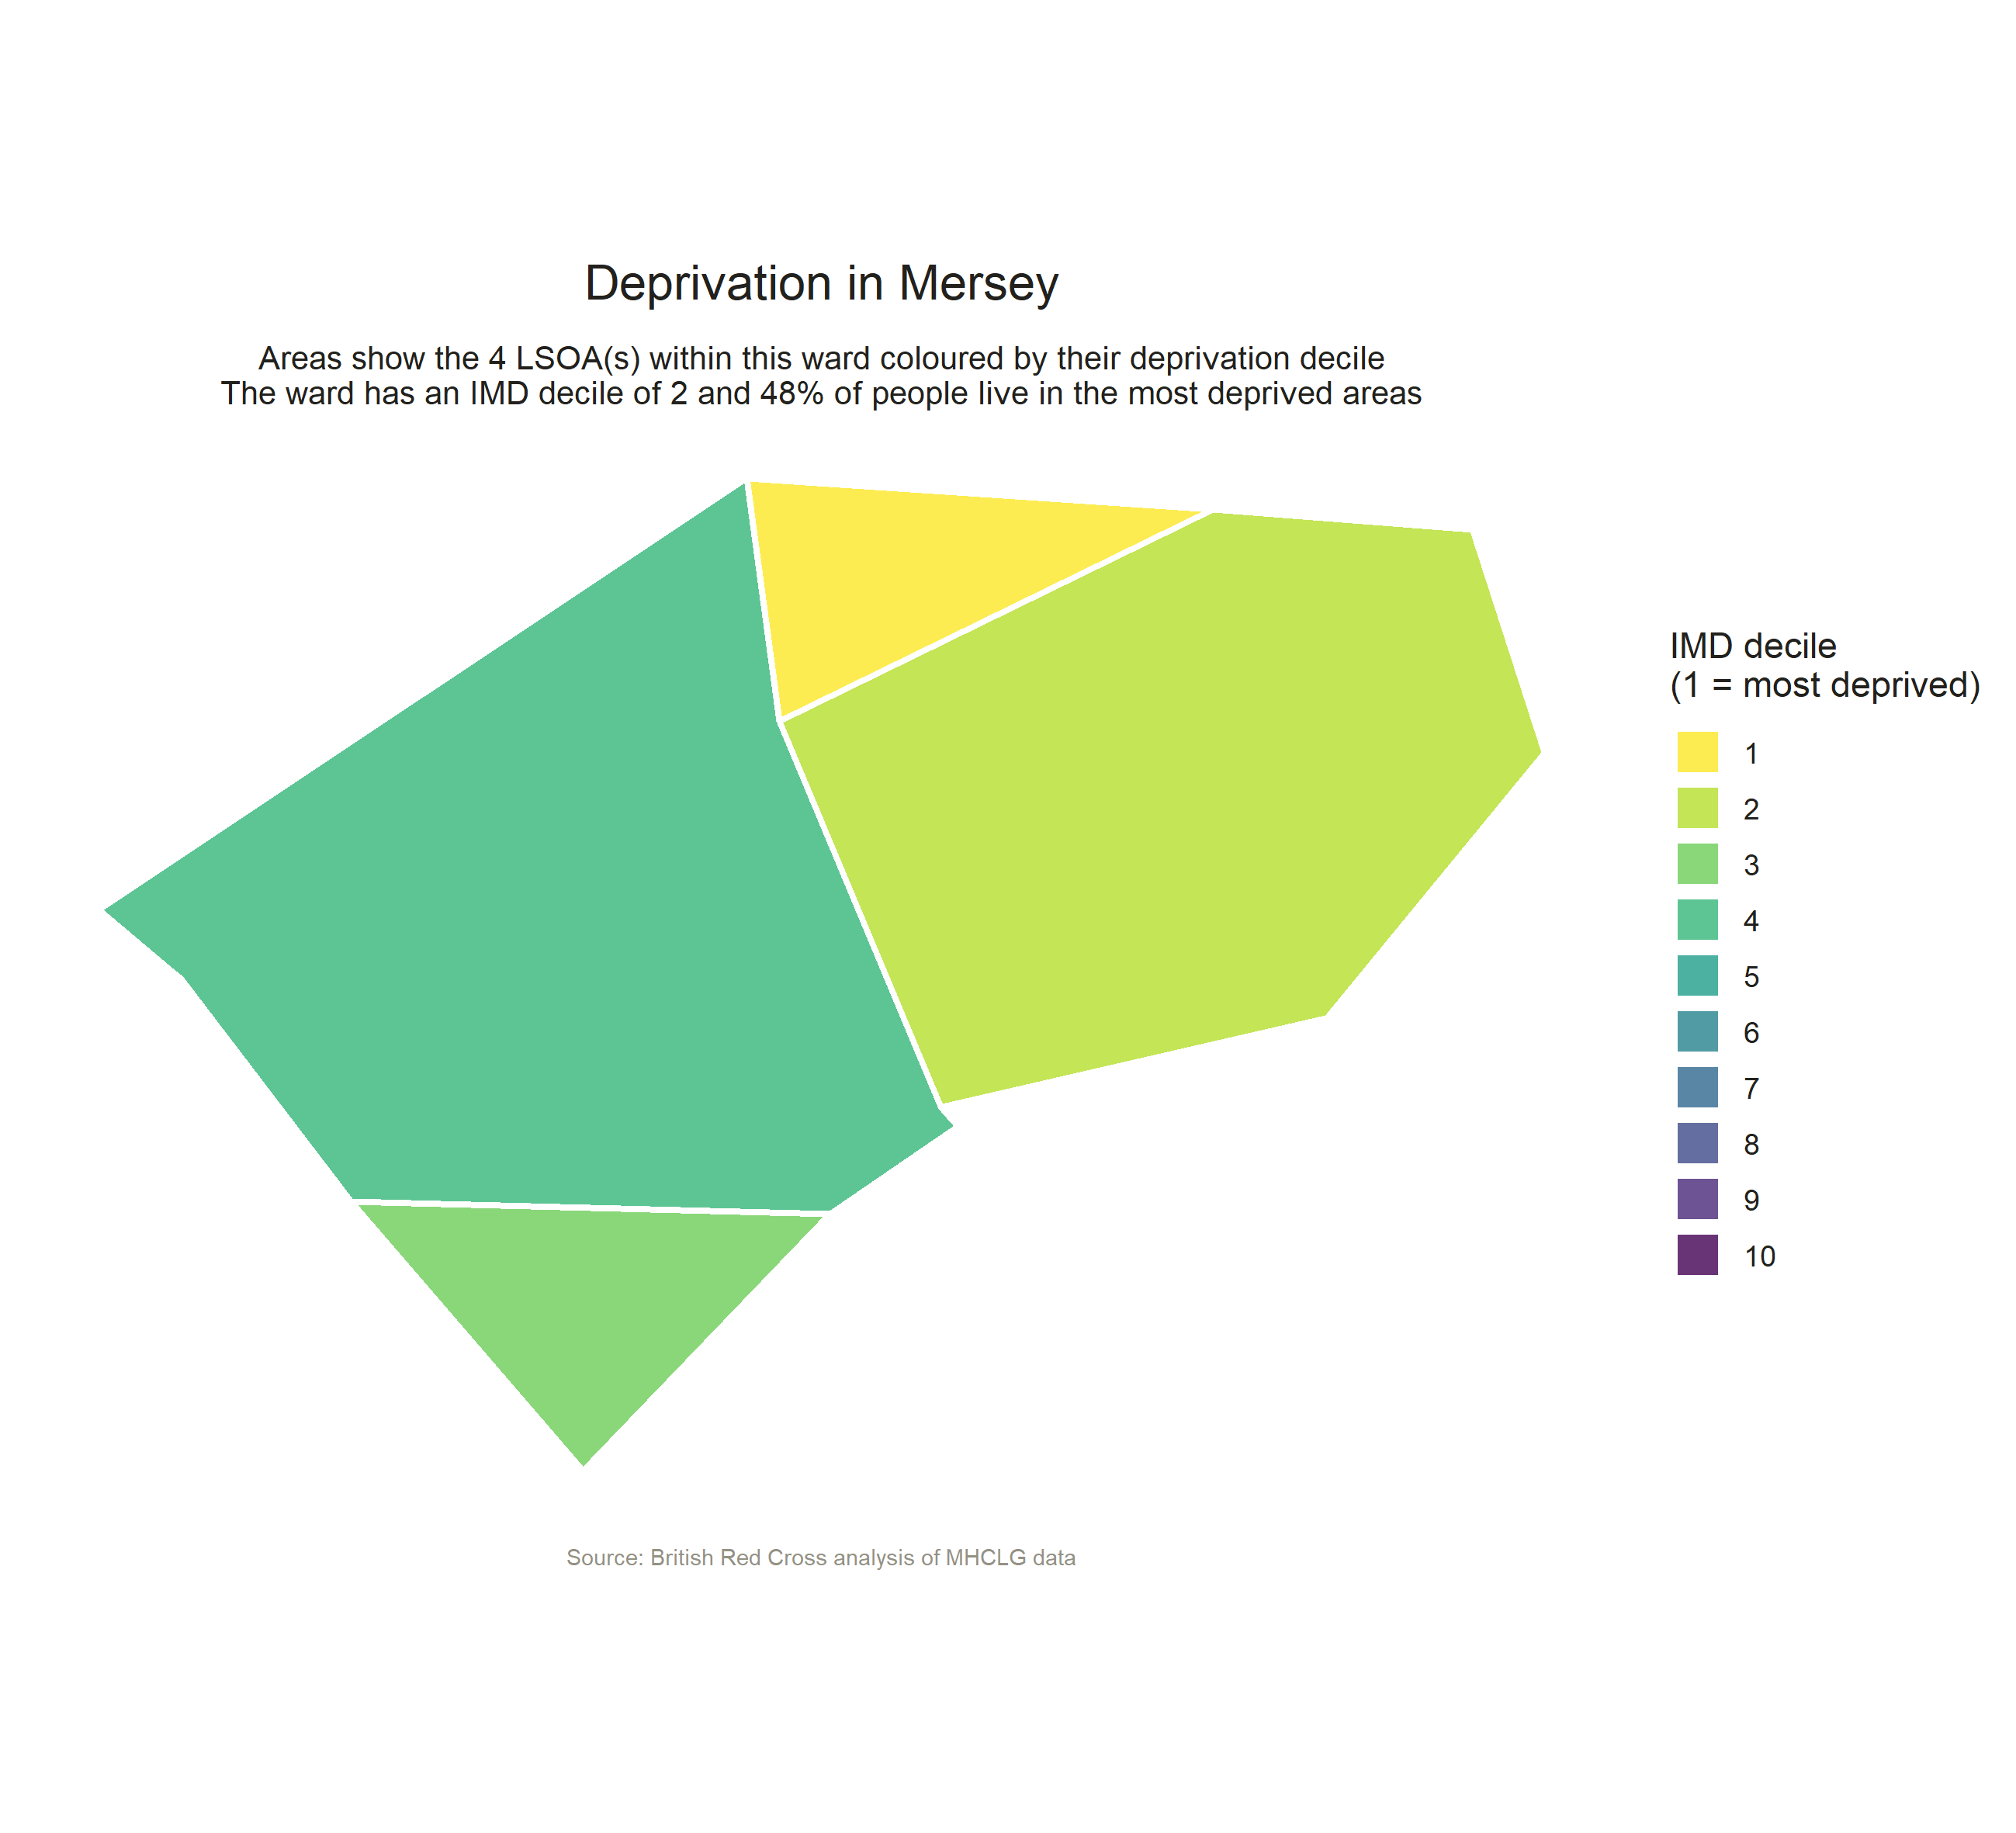 Deprivation in Mersey
Areas show the 4 LSOA(s) within this ward coloured by their deprivation decile
The ward has an IMD decile of 2 and 48% of people live in the most deprived areas
IMD decile
(1 = most deprived)
1
2
3
4
5
6
7
8
9
10
Source: British Red Cross analysis of MHCLG data